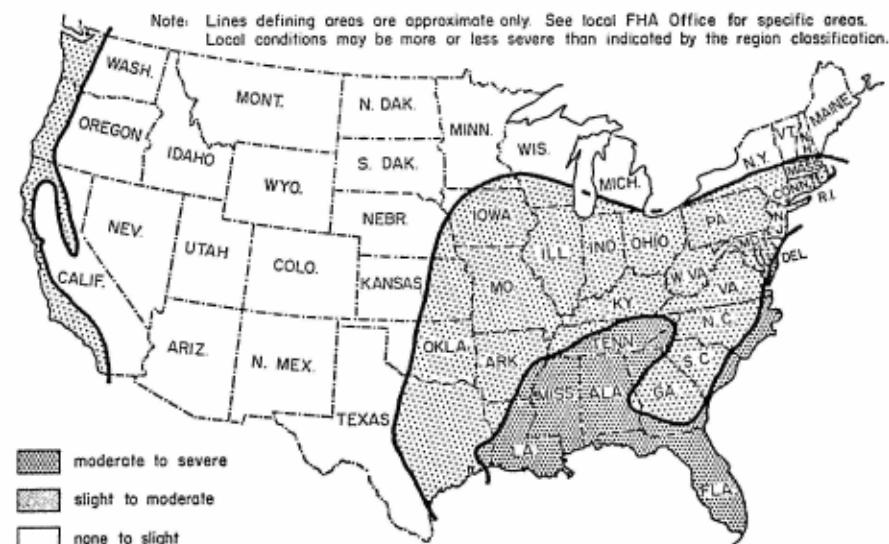 Note: Lines defining areas are approximate only. See local FHA Office for specific areas.
Local conditions may be more or less severe than indicated by the region classification.
WASH.
MONT.
N. DAK.
MINN.
OREGON
IDAHO
S. DAK.
WIS.
MICH.
N.Y.
VT.
N.
H.
MAINE
MASS.
CONN.
R.I.
WYO.
NEBR.
IOWA
NEV.
UTAH
COLO.
KANSAS
MO.
ILL.
IND
OHIO
PA.
N
J
DEL.
W VA.
VA.
KY.
CALIF.
ARIZ.
N. MEX.
OKLA.
ARK
TENN.
N.C.
S.C.
TEXAS
LA.
MISS
ALA
GA.
FLA.
moderate to severe
slight to moderate
none to slight